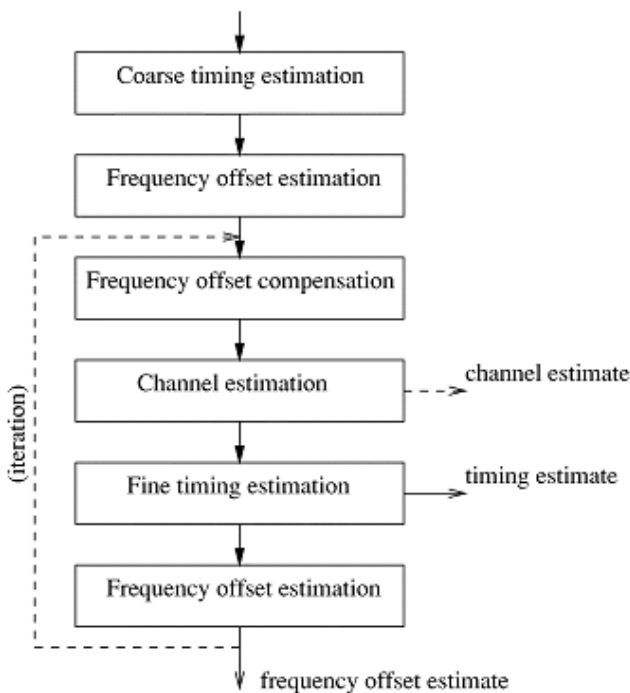 Coarse timing estimation
Frequency offset estimation
Frequency offset compensation
Channel estimation
channel estimate
(iteration)
Fine timing estimation
timing estimate
Frequency offset estimation
frequency offset estimate